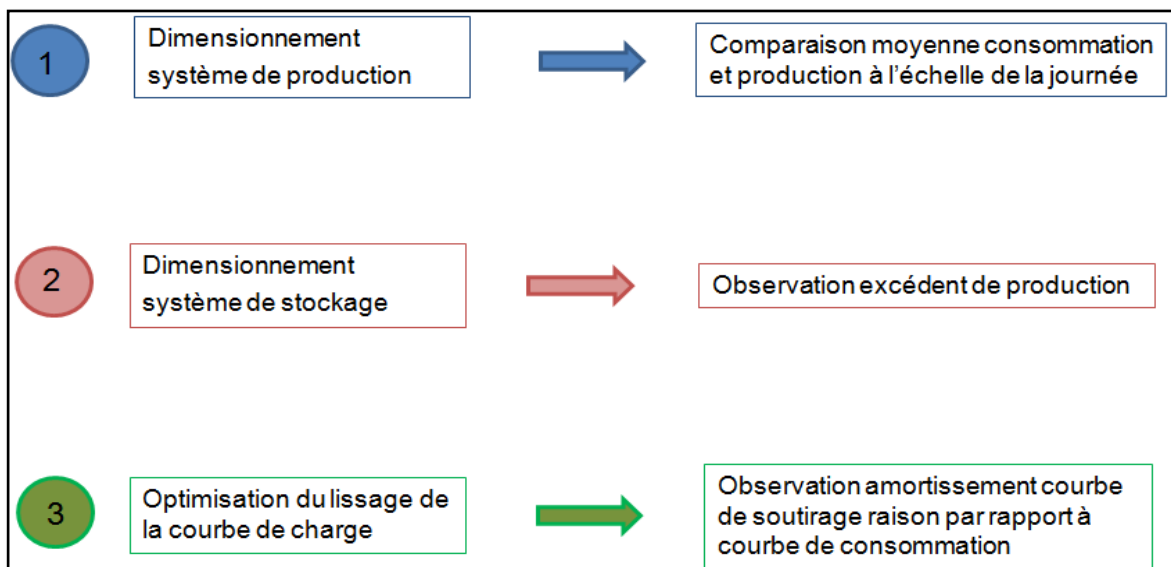 1
Dimensionnement
système de production
Comparaison moyenne consommation
et production à l'échelle de la journée
2
Dimensionnement
système de stockage
Observation excédent de production
3
Optimisation du lissage de
la courbe de charge
Observation amortissement courbe
de soutirage raison par rapport à
courbe de consommation